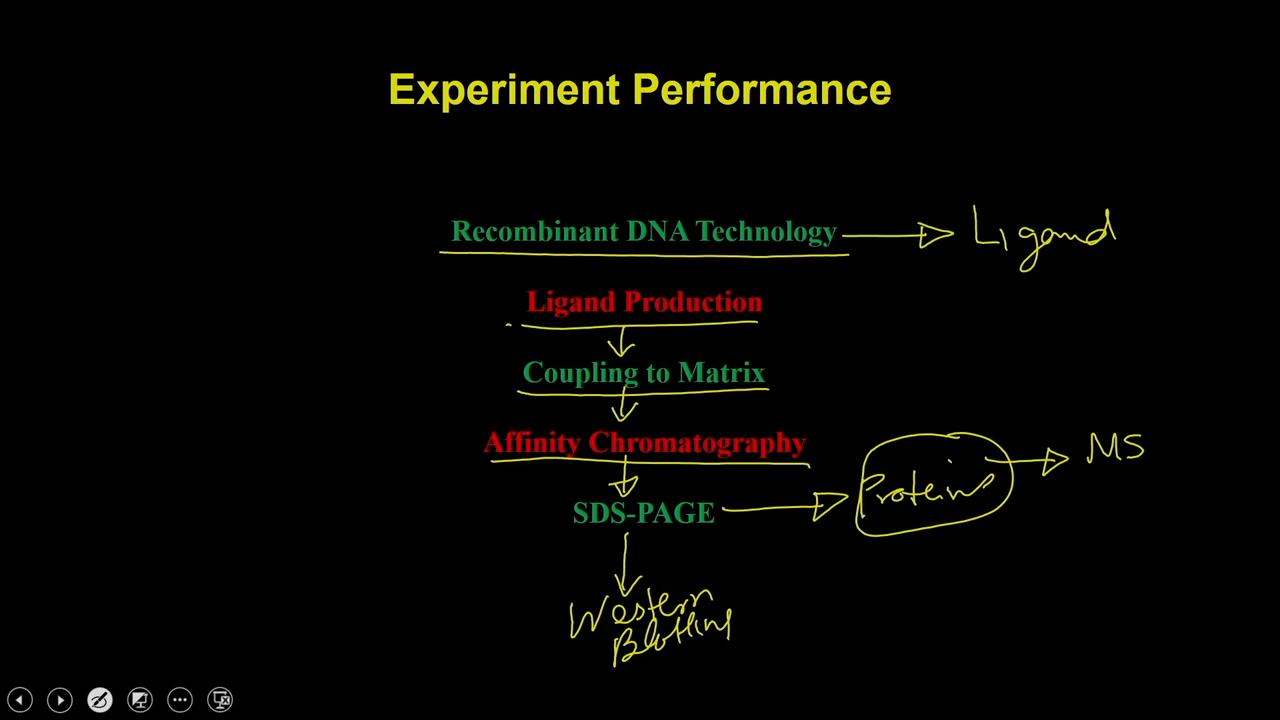 Experiment Performance
Recombinant DNA Technology
Ligand
Ligand Production
Coupling to Matrix
Affinity Chromatography
MS
Proteins
SDS-PAGE
Western
Blotting